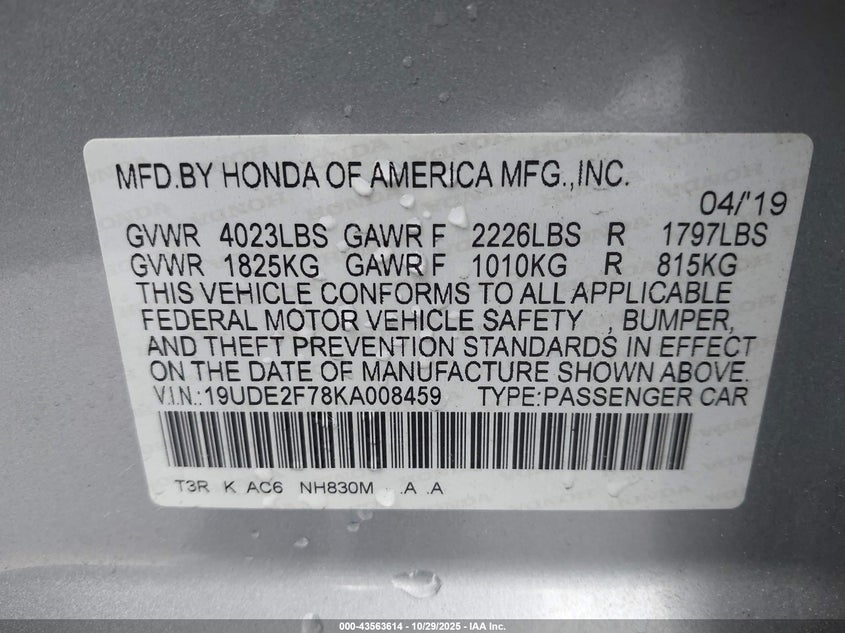 MFD.BY HONDA OF AMERICA MFG.,INC.
04/'19
GVWR 4023LBS GAWR F 2226LBS R 1797LBS
GVWR 1825KG GAWR F 1010KG R 815KG
THIS VEHICLE CONFORMS TO ALL APPLICABLE
FEDERAL MOTOR VEHICLE SAFETY , BUMPER,
AND THEFT PREVENTION STANDARDS IN EFFECT
ON THE DATE OF MANUFACTURE SHOWN ABOVE.
V.I.N.:19UDE2F78KA008459 TYPE:PASSENGER CAR
T3R K AC6 NH830M .A .A
000-43563614 - 10/29/2025 - IAA Inc.